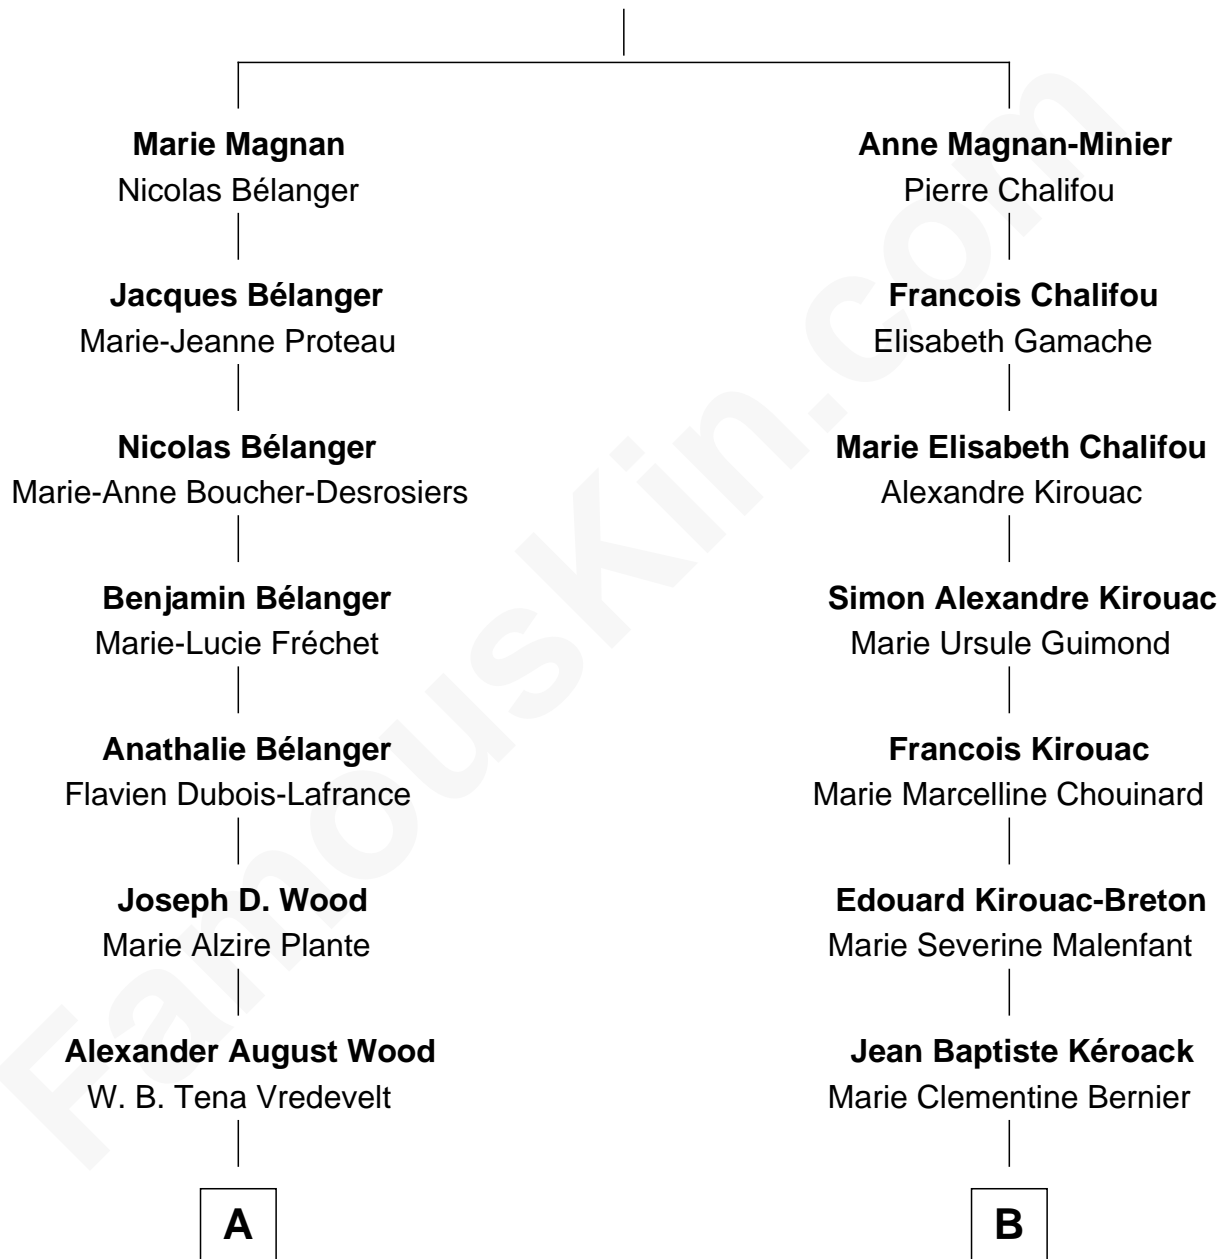 Marie Magnan
Nicolas Bélanger
Jacques Bélanger
Marie-Jeanne Proteau
Nicolas Bélanger
Marie-Anne Boucher-Desrosiers
Benjamin Bélanger
Marie-Lucie Fréchet
Anathalie Bélanger
Flavien Dubois-Lafrance
Joseph D. Wood
Marie Alzire Plante
Alexander August Wood
W. B. Tena Vredevelt
A
Anne Magnan-Minier
Pierre Chalifou
Francois Chalifou
Elisabeth Gamache
Marie Elisabeth Chalifou
Alexandre Kirouac
Simon Alexandre Kirouac
Marie Ursule Guimond
Francois Kirouac
Marie Marcelline Chouinard
Edouard Kirouac-Breton
Marie Severine Malenfant
Jean Baptiste Kéroack
Marie Clementine Bernier
B
FamousKin.com